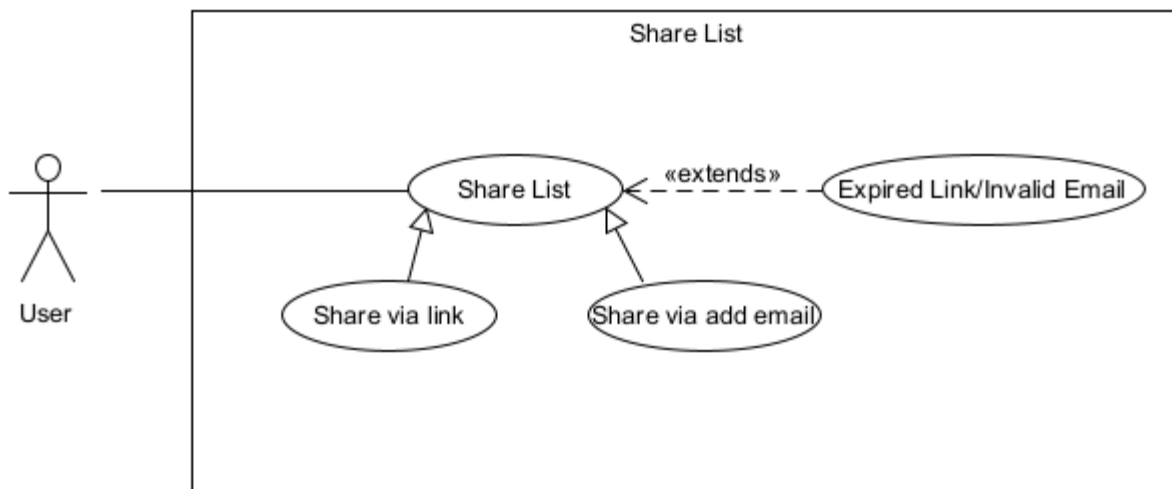 Share List
Share List
«extends»
Expired Link/Invalid Email
User
Share via link
Share via add email